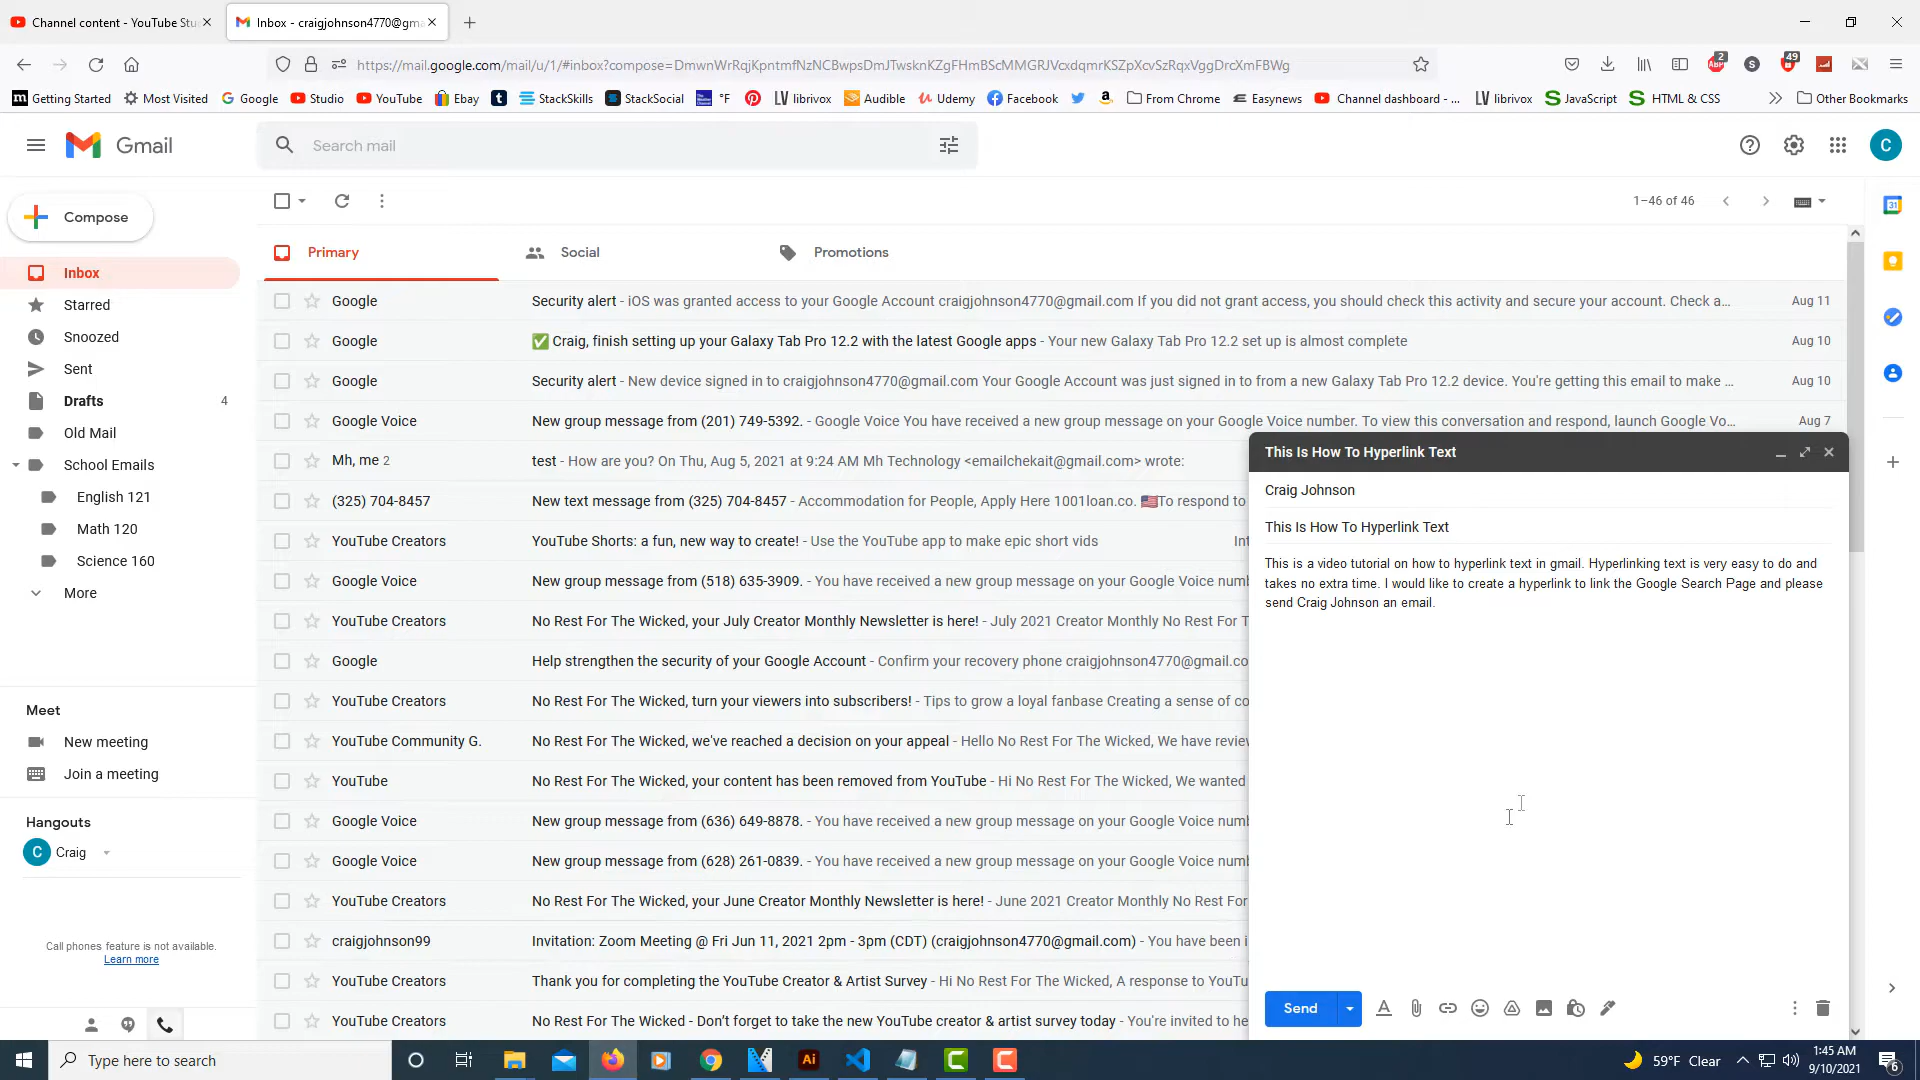 Channel content - YouTube Stu
Inbox - craigjohnson4770@gm
https://mail.google.com/mail/u/1/#inbox?compose=DmwnWrRqjKpntmfNzNCBwpsDmJTwsknKZgFHmBScMMGRJVcxdqmrKSZpXcvSzRqxVggDrcXmFBWg
2
49
Getting Started
Most Visited
Google
Studio
YouTube
Ebay
StackSkills
StackSocial
°F
librivox
Audible
Udemy
Facebook
From Chrome
Easynews
Channel dashboard - ...
librivox
JavaScript
HTML & CSS
Other Bookmarks
Gmail
Search mail
C
Compose
1–46 of 46
Primary
Social
Promotions
Inbox
Starred
Snoozed
Sent
Drafts 4
Old Mail
School Emails
English 121
Math 120
Science 160
More
Meet
New meeting
Join a meeting
Hangouts
C Craig
Call phones feature is not available.
Learn more
Google Security alert - iOS was granted access to your Google Account craigjohnson4770@gmail.com If you did not grant access, you should check this activity and secure your account. Check a... Aug 11
Google ✅ Craig, finish setting up your Galaxy Tab Pro 12.2 with the latest Google apps - Your new Galaxy Tab Pro 12.2 set up is almost complete Aug 10
Google Security alert - New device signed in to craigjohnson4770@gmail.com Your Google Account was just signed in to from a new Galaxy Tab Pro 12.2 device. You're getting this email to make ... Aug 10
Google Voice New group message from (201) 749-5392. - Google Voice You have received a new group message on your Google Voice number. To view this conversation and respond, launch Google Vo... Aug 7
Mh, me 2 test - How are you? On Thu, Aug 5, 2021 at 9:24 AM Mh Technology <emailchekait@gmail.com> wrote:
(325) 704-8457 New text message from (325) 704-8457 - Accommodation for People, Apply Here 1001loan.co. 🇺🇸To respond to
YouTube Creators YouTube Shorts: a fun, new way to create! - Use the YouTube app to make epic short vids Int
Google Voice New group message from (518) 635-3909. - You have received a new group message on your Google Voice numb
YouTube Creators No Rest For The Wicked, your July Creator Monthly Newsletter is here! - July 2021 Creator Monthly No Rest For T
Google Help strengthen the security of your Google Account - Confirm your recovery phone craigjohnson4770@gmail.co
YouTube Creators No Rest For The Wicked, turn your viewers into subscribers! - Tips to grow a loyal fanbase Creating a sense of co
YouTube Community G. No Rest For The Wicked, we've reached a decision on your appeal - Hello No Rest For The Wicked, We have review
YouTube No Rest For The Wicked, your content has been removed from YouTube - Hi No Rest For The Wicked, We wanted
Google Voice New group message from (636) 649-8878. - You have received a new group message on your Google Voice numb
Google Voice New group message from (628) 261-0839. - You have received a new group message on your Google Voice numb
YouTube Creators No Rest For The Wicked, your June Creator Monthly Newsletter is here! - June 2021 Creator Monthly No Rest For
craigjohnson99 Invitation: Zoom Meeting @ Fri Jun 11, 2021 2pm - 3pm (CDT) (craigjohnson4770@gmail.com) - You have been i
YouTube Creators Thank you for completing the YouTube Creator & Artist Survey - Hi No Rest For The Wicked, A response to YouTu
YouTube Creators No Rest For The Wicked - Don't forget to take the new YouTube creator & artist survey today - You're invited to he
This Is How To Hyperlink Text
Craig Johnson
This Is How To Hyperlink Text
This is a video tutorial on how to hyperlink text in gmail. Hyperlinking text is very easy to do and
takes no extra time. I would like to create a hyperlink to link the Google Search Page and please
send Craig Johnson an email.
Send
31
Type here to search
Ai
59°F Clear
1:45 AM
9/10/2021
6